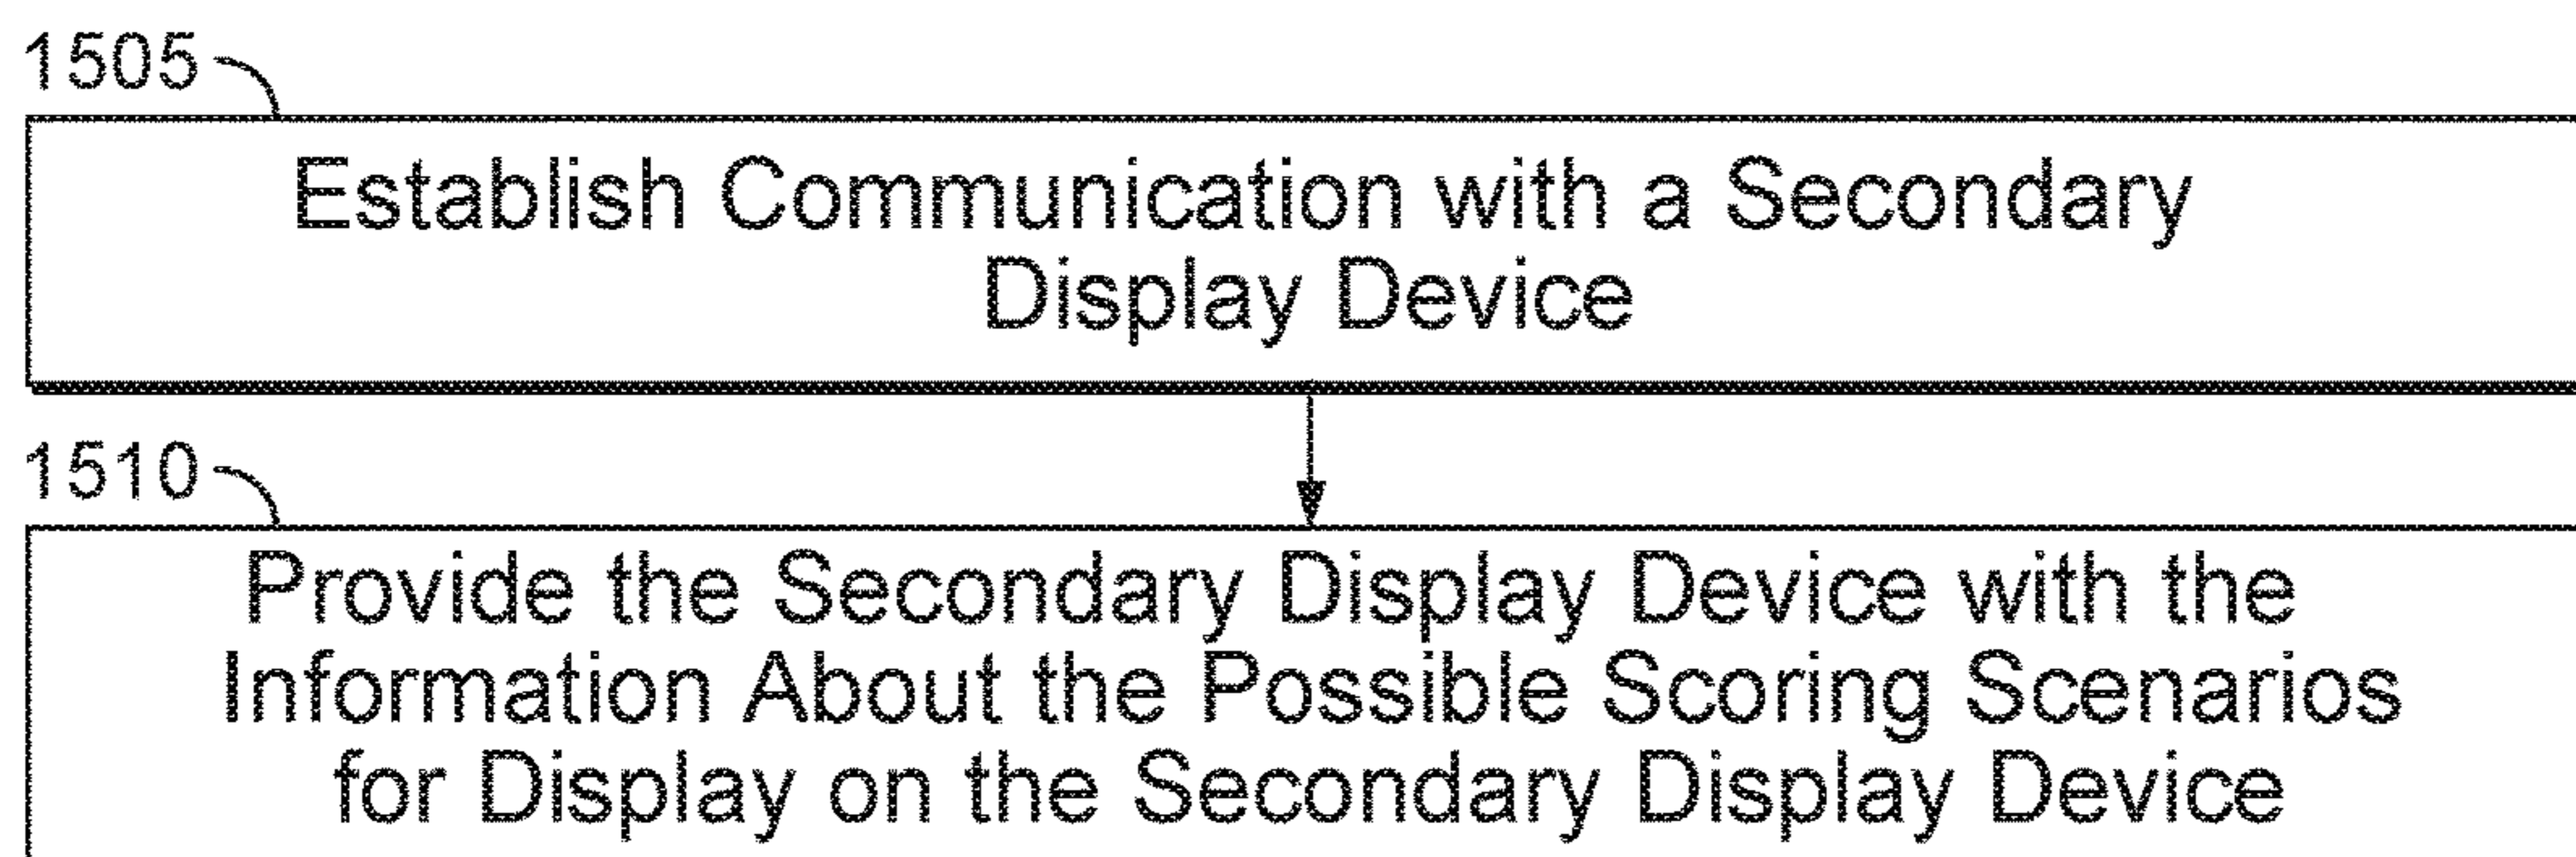 1505
Establish Communication with a Secondary
Display Device
1510
Provide the Secondary Display Device with the
Information About the Possible Scoring Scenarios
for Display on the Secondary Display Device